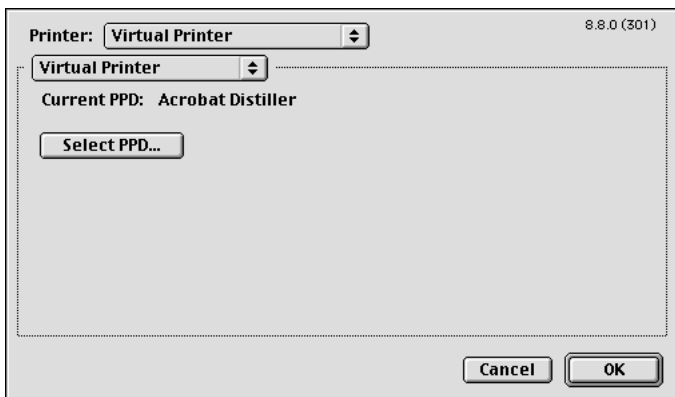 Printer: Virtual Printer 8.8.0 (301)
Virtual Printer
Current PPD: Acrobat Distiller
Select PPD...
Cancel OK